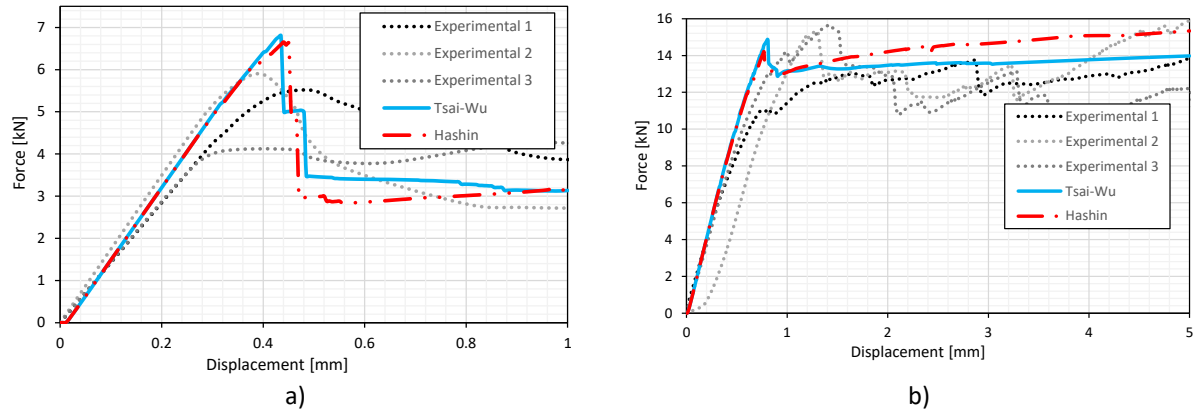 7
6
5
4
3
2
1
0
Force [kN]
0
0.2
0.4
0.6
0.8
1
Displacement [mm]
Experimental 1
Experimental 2
Experimental 3
Tsai-Wu
Hashin
a)
16
14
12
10
8
6
4
2
0
Force [kN]
0
1
2
3
4
5
Displacement [mm]
Experimental 1
Experimental 2
Experimental 3
Tsai-Wu
Hashin
b)